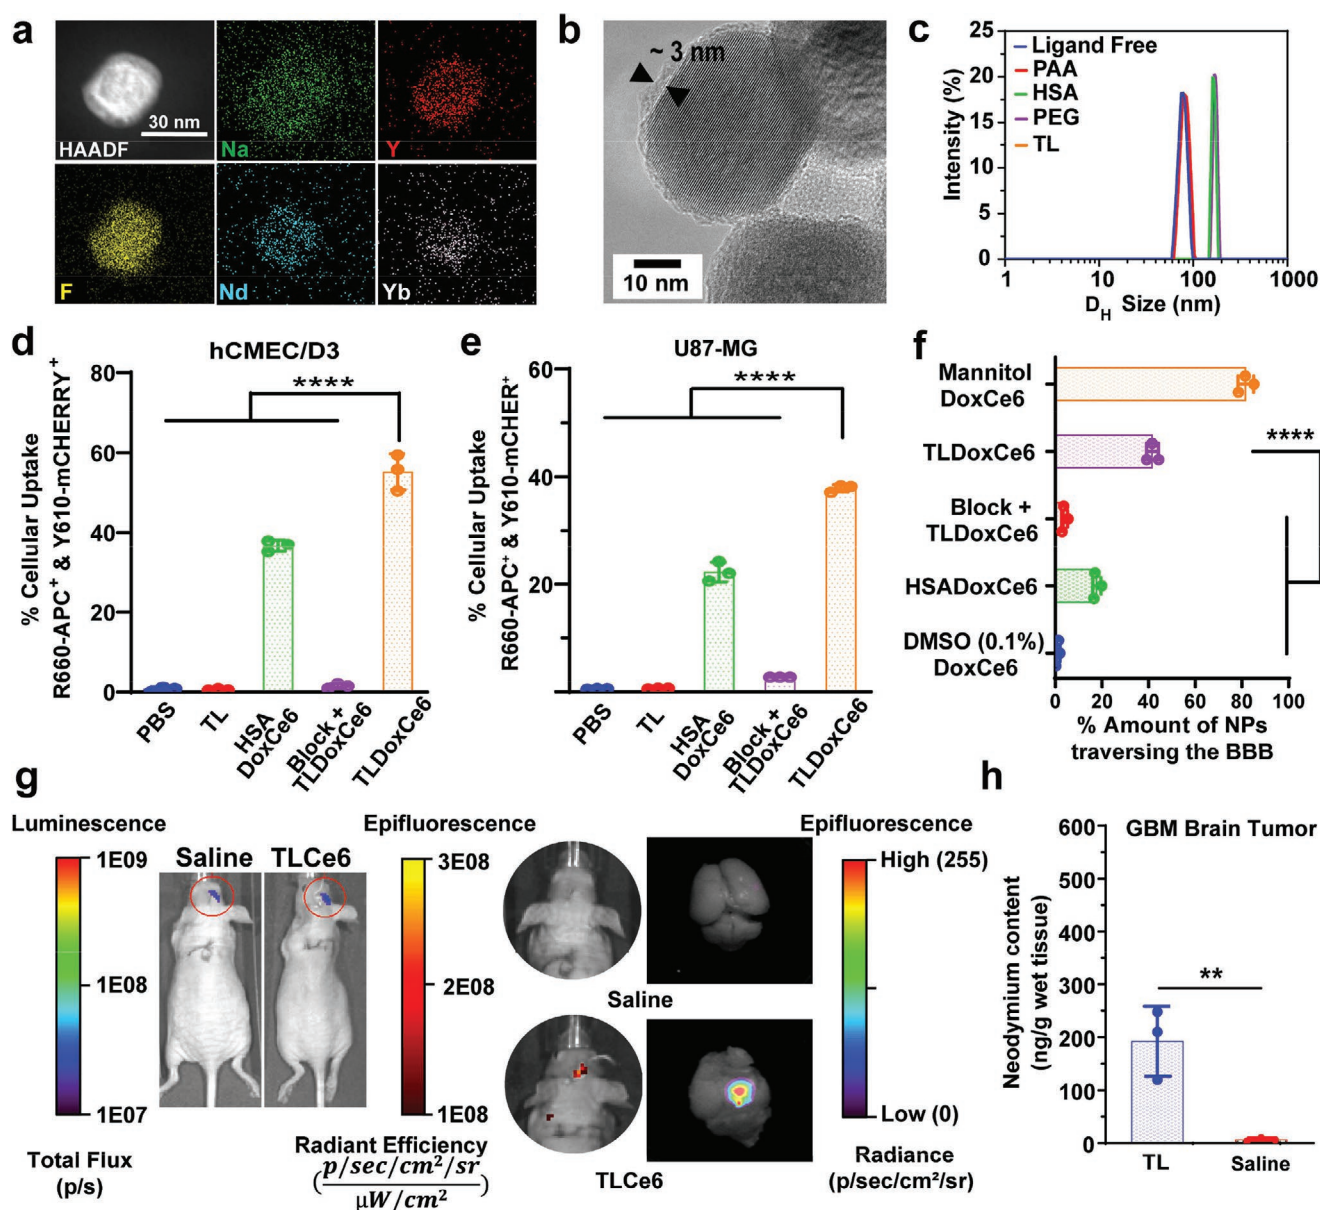 a
HAADF
30 nm
Na
Y
F
Nd
Yb
b
~ 3 nm
10 nm
c
Intensity (%)
25
20
15
10
5
0
Ligand Free
PAA
HSA
PEG
TL
1
10
100
1000
D_H Size (nm)
d
hCMEC/D3
% Cellular Uptake
R660-APC⁺ & Y610-mCHERRY⁺
80
60
40
20
0
****
PBS
TL
HSA
DoxCe6
Block +
TLDoxCe6
TLDoxCe6
e
U87-MG
% Cellular Uptake
R660-APC⁺ & Y610-mCHER⁺
60
40
20
****
PBS
TL
HSA
DoxCe6
Block +
TLDoxCe6
TLDoxCe6
f
Mannitol
DoxCe6
TLDoxCe6
Block +
TLDoxCe6
HSADoxCe6
DMSO (0.1%)
DoxCe6
****
0
20
40
60
80
100
% Amount of NPs
traversing the BBB
g
Luminescence
1E09
1E08
1E07
Total Flux
(p/s)
Saline
TLCe6
Epifluorescence
3E08
2E08
1E08
Radiant Efficiency
(p/sec/cm²/sr
μW/cm²)
Saline
TLCe6
Epifluorescence
High (255)
Low (0)
Radiance
(p/sec/cm²/sr)
h
GBM Brain Tumor
Neodymium content
(ng/g wet tissue)
600
500
400
300
200
100
0
**
TL
Saline